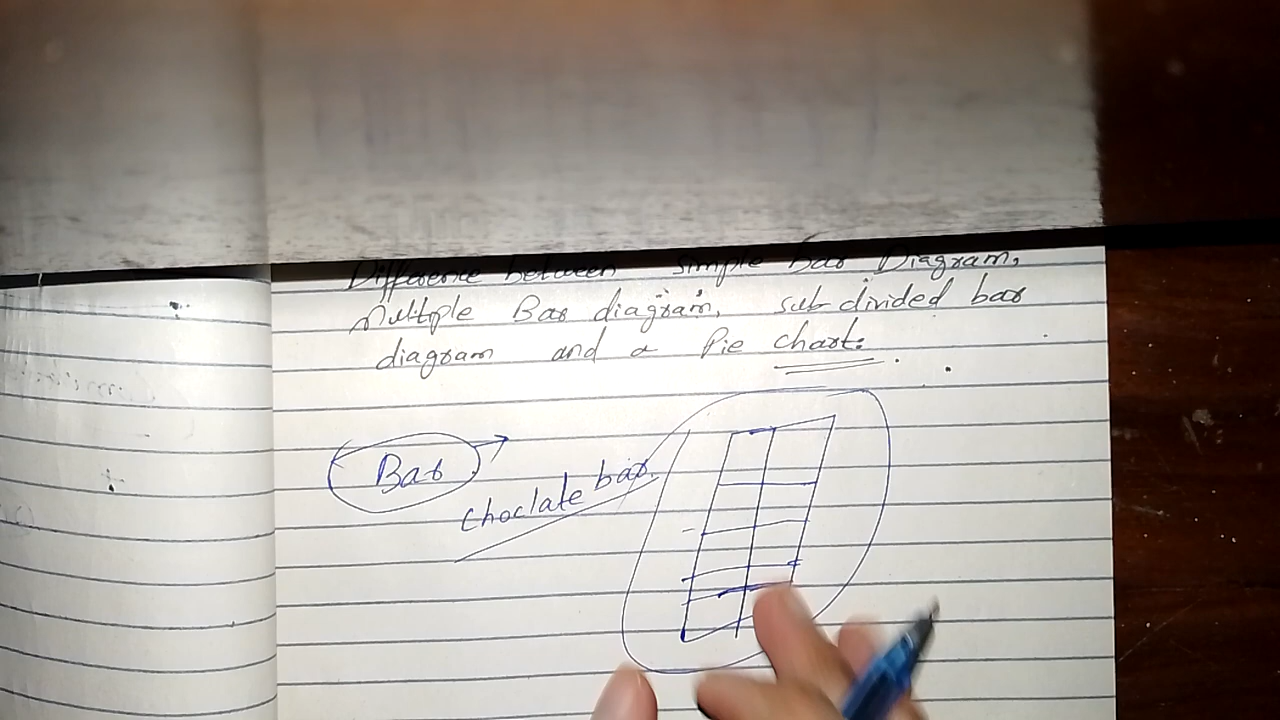 Difference between simple bar Diagram,
Multiple Bar diagram, sub divided bar
diagram and a Pie chart:
Bar
choclate bar